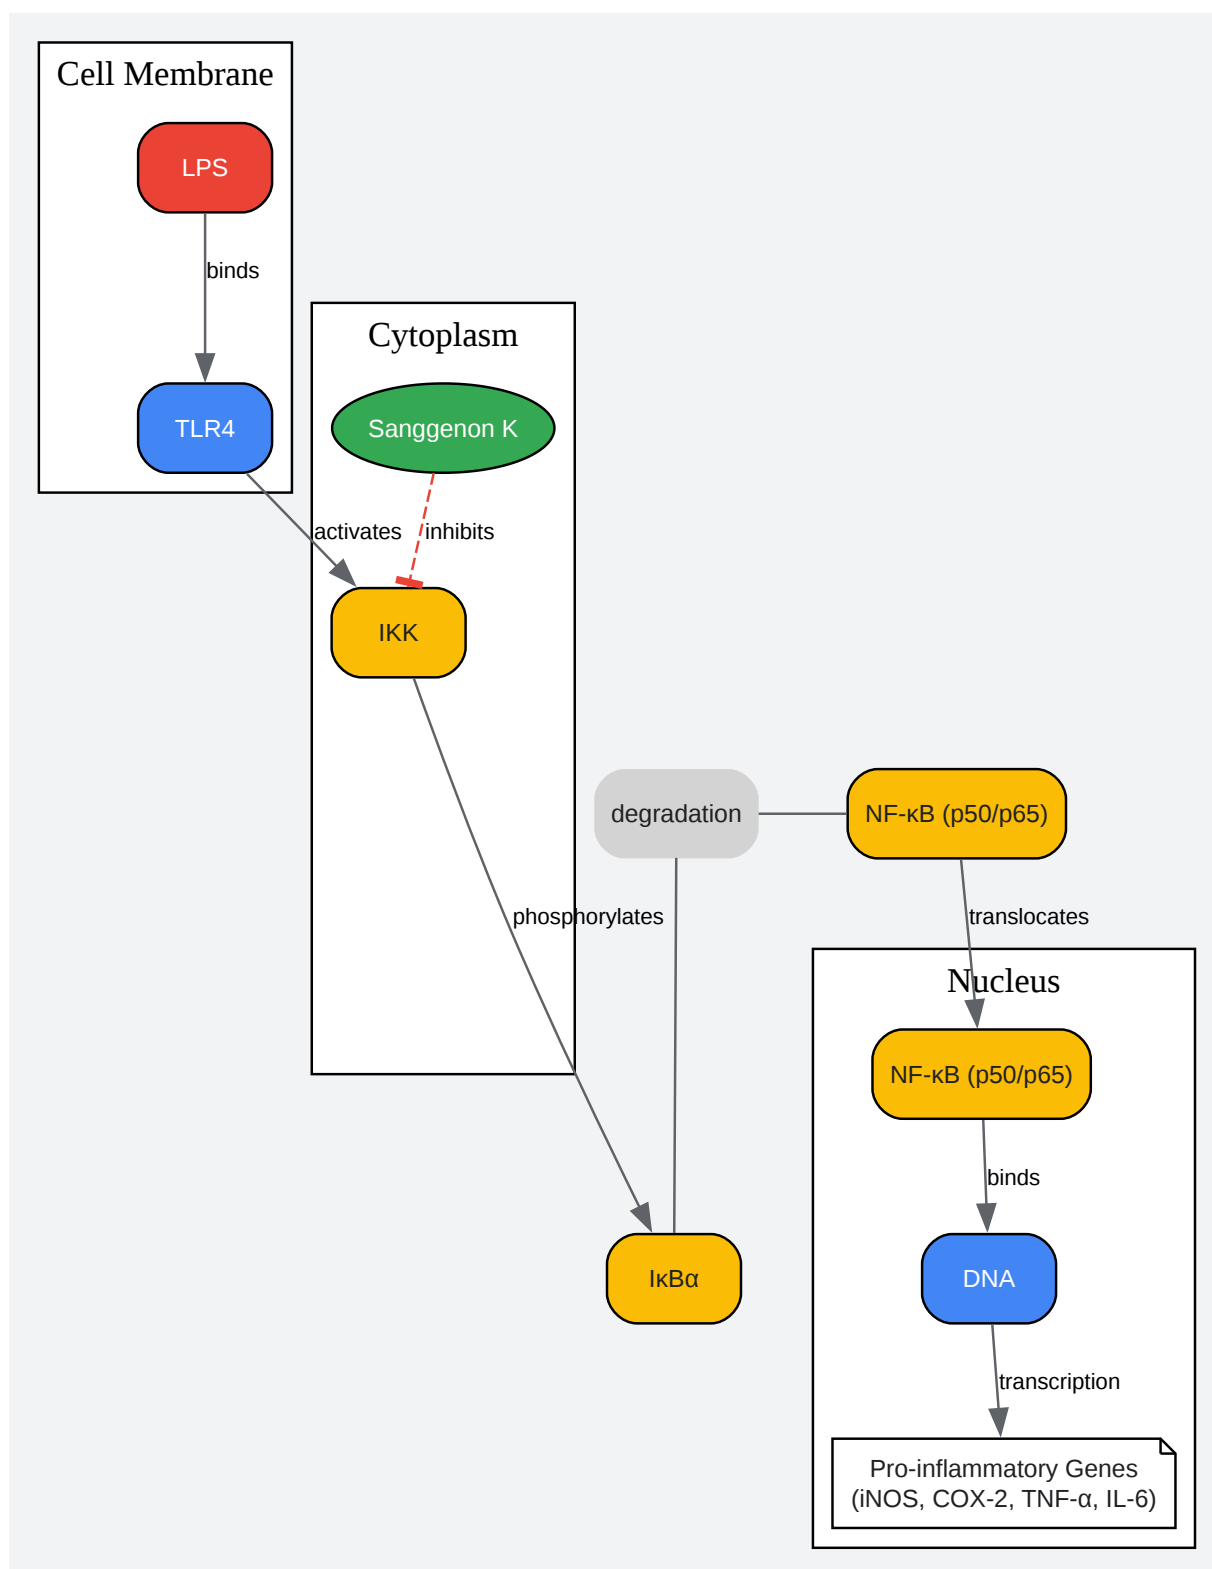 Cell Membrane
LPS
binds
TLR4
Cytoplasm
Sanggenon K
activates
inhibits
IKK
degradation
NF-κB (p50/p65)
phosphorylates
translocates
Nucleus
NF-κB (p50/p65)
binds
IκBα
DNA
transcription
Pro-inflammatory Genes
(iNOS, COX-2, TNF-α, IL-6)